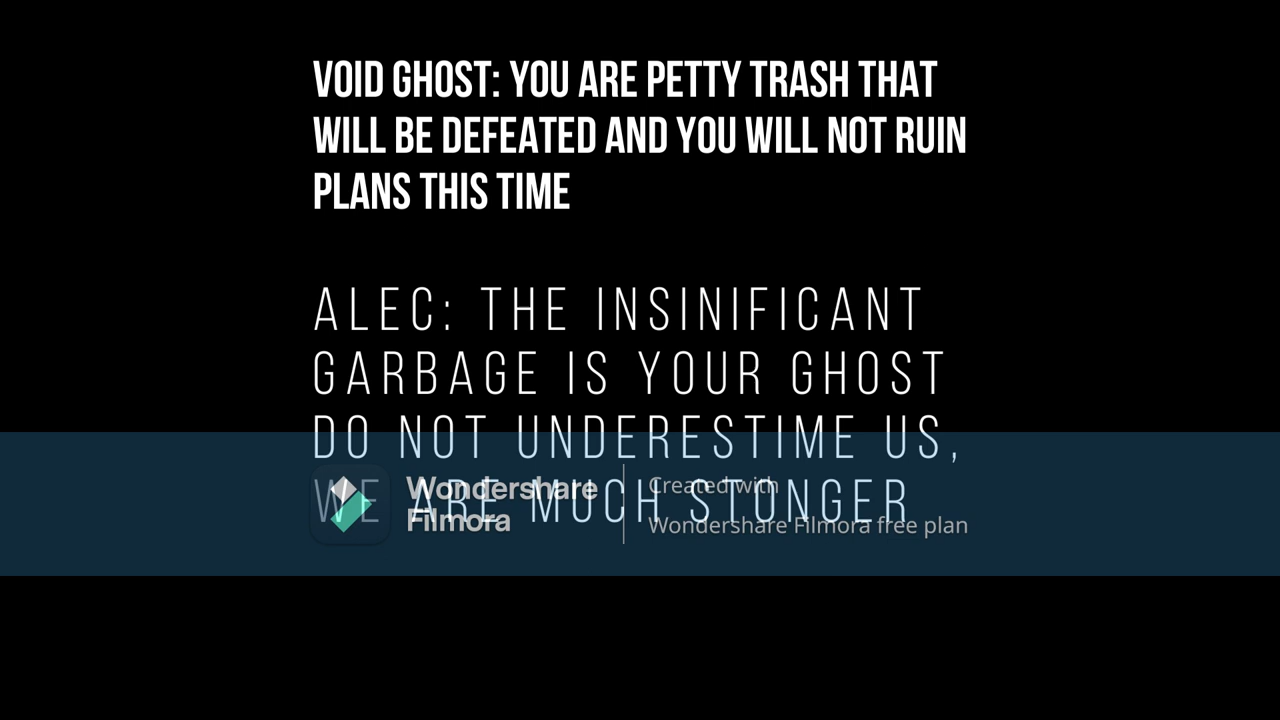 VOID GHOST: YOU ARE PETTY TRASH THAT
WILL BE DEFEATED AND YOU WILL NOT RUIN
PLANS THIS TIME
ALEC: THE INSINIFICANT
GARBAGE IS YOUR GHOST
DO NOT UNDERESTIME US,
WE ARE MUCH STONGER
Wondershare
Filmora
Created with
Wondershare Filmora free plan